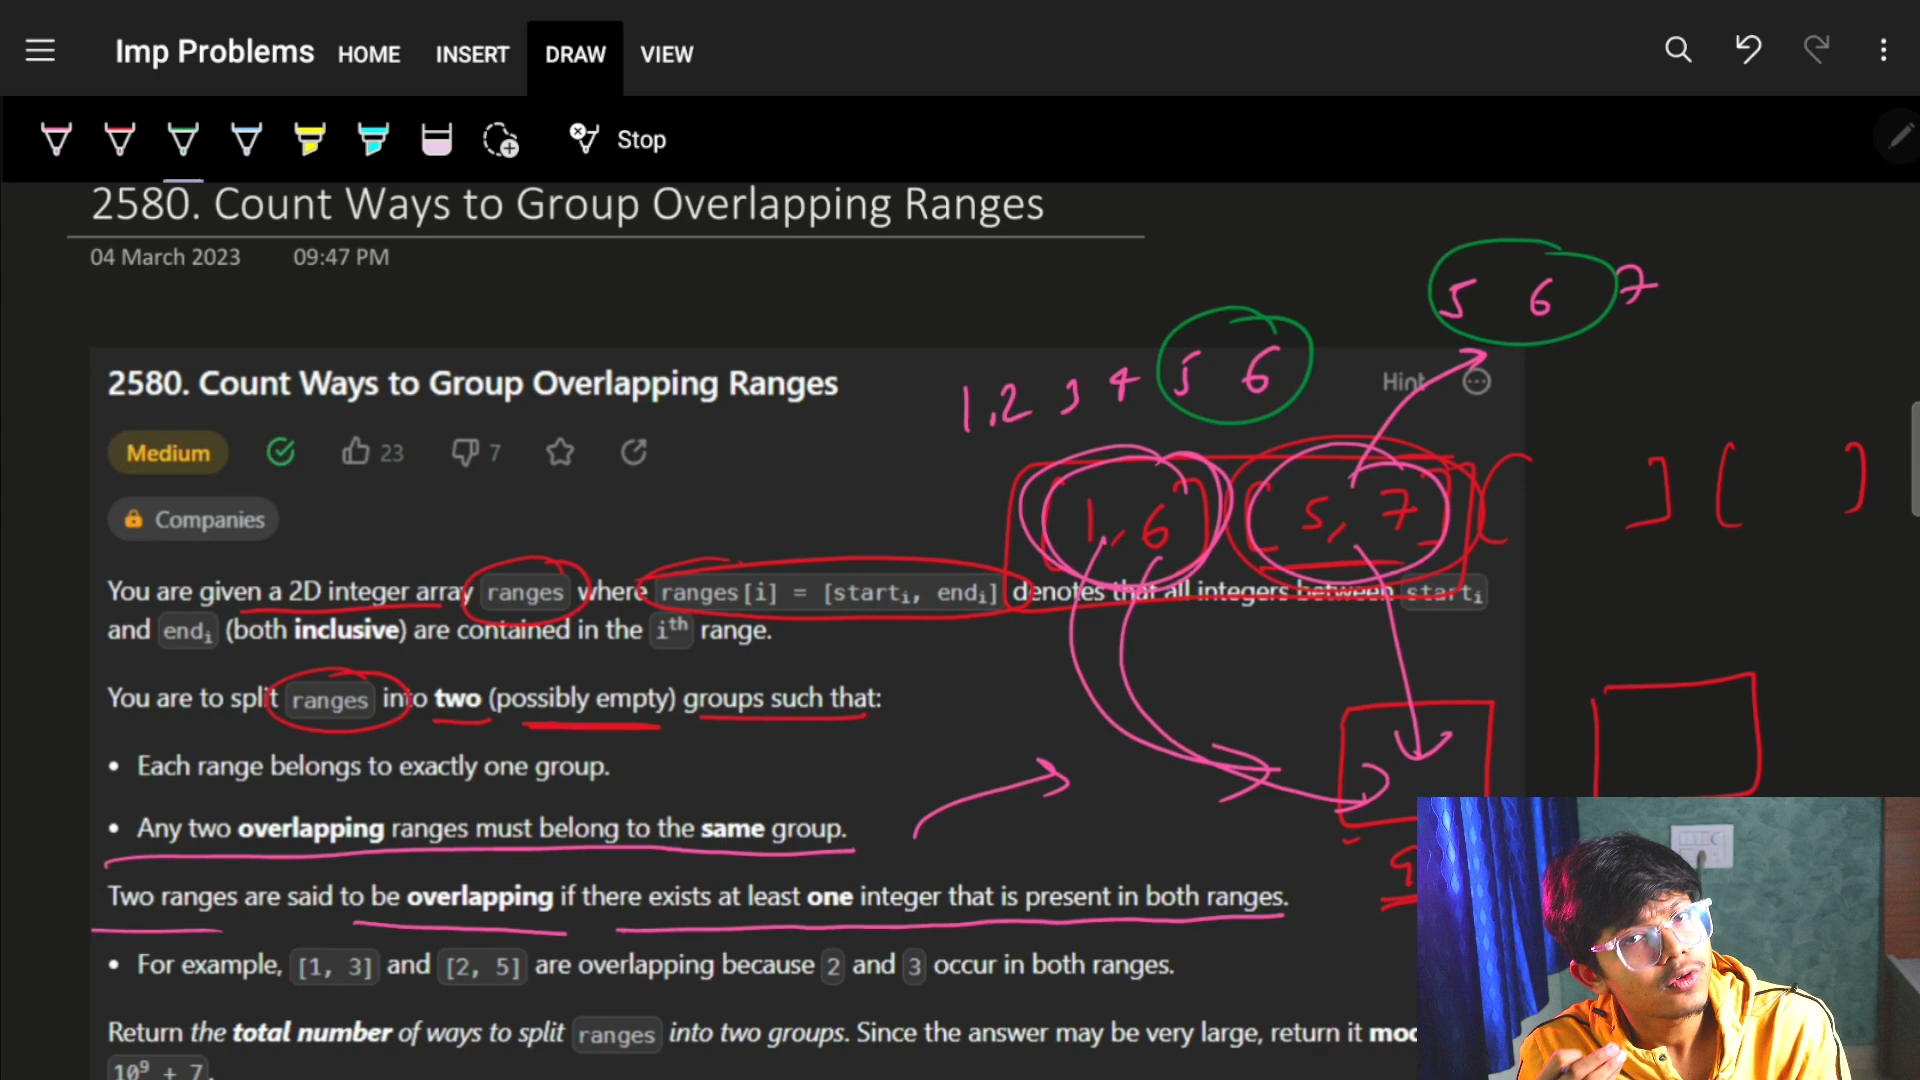 Imp Problems HOME INSERT DRAW VIEW
Stop
2580. Count Ways to Group Overlapping Ranges
04 March 2023 09:47 PM
5 6 7
1,2 3 4 5 6
2580. Count Ways to Group Overlapping Ranges
Hint
Medium 23 7
Companies
[1, 6] [5, 7] [ ] [ ]
You are given a 2D integer array ranges where ranges[i] = [starti, endi] denotes that all integers between starti
and endi (both inclusive) are contained in the ith range.
You are to split ranges into two (possibly empty) groups such that:
• Each range belongs to exactly one group.
• Any two overlapping ranges must belong to the same group.
Two ranges are said to be overlapping if there exists at least one integer that is present in both ranges.
• For example, [1, 3] and [2, 5] are overlapping because 2 and 3 occur in both ranges.
Return the total number of ways to split ranges into two groups. Since the answer may be very large, return it
10⁹ + 7.